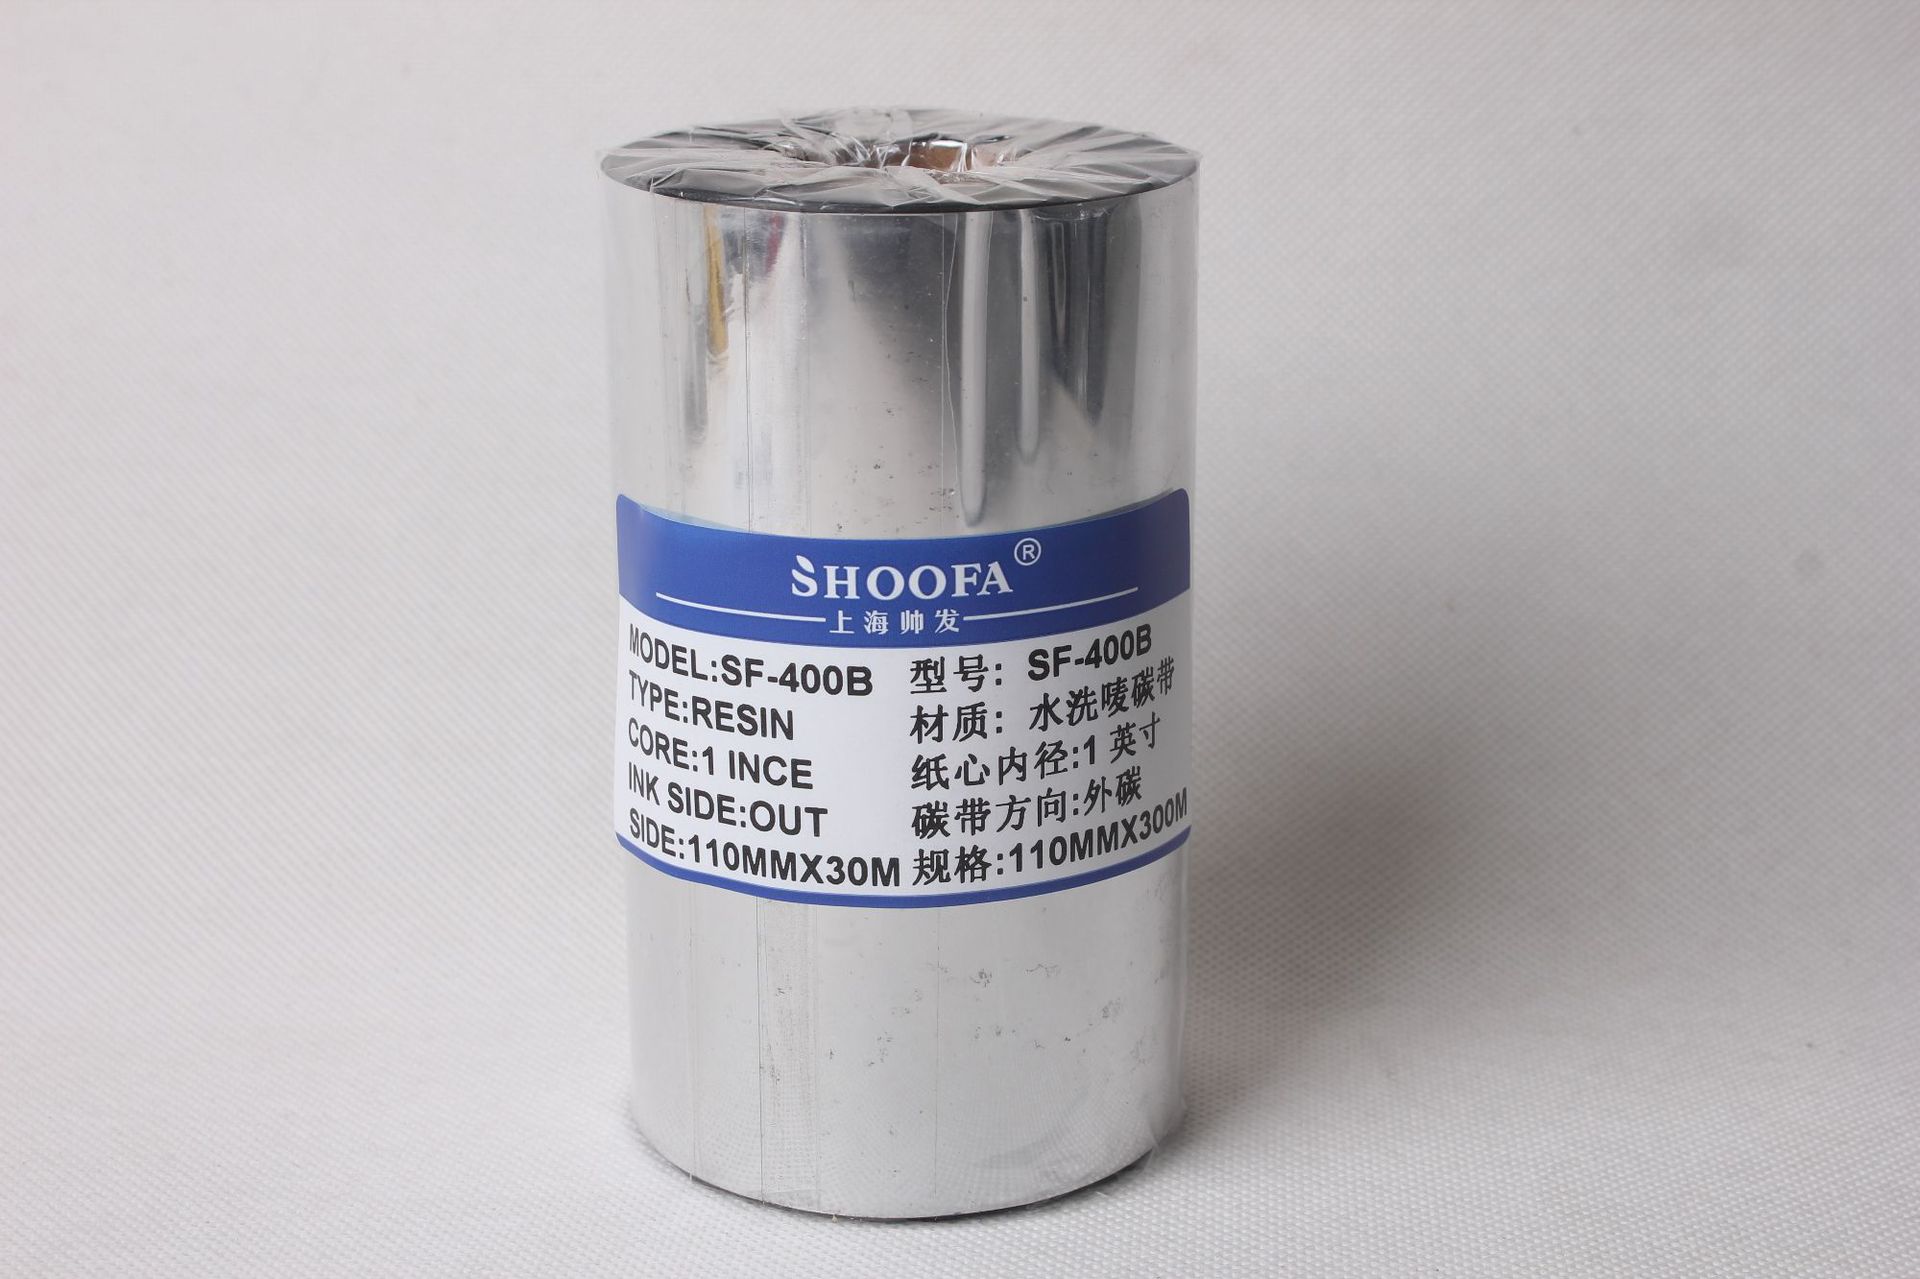 SHOOFA®
上海帅发
MODEL:SF-400B
TYPE:RESIN
CORE:1 INCE
INK SIDE:OUT
SIDE:110MMX30M
型号: SF-400B
材质: 水洗唛碳带
纸心内径:1 英寸
碳带方向:外碳
规格:110MMX300M